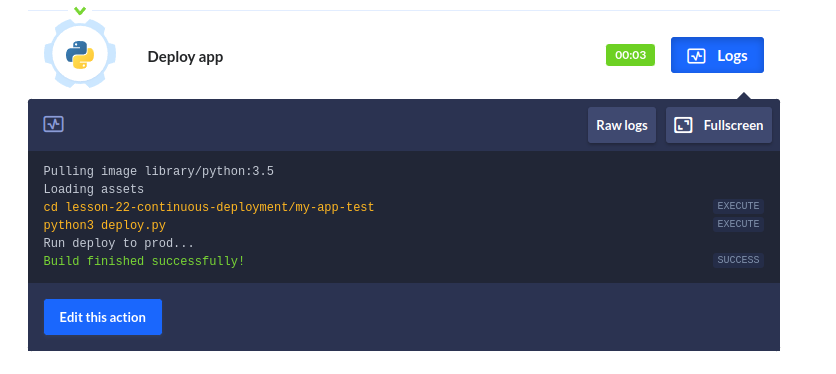 Deploy app
00:03
Logs
Raw logs
Fullscreen
Pulling image library/python:3.5
Loading assets
cd lesson-22-continuous-deployment/my-app-test EXECUTE
python3 deploy.py EXECUTE
Run deploy to prod...
Build finished successfully! SUCCESS
Edit this action